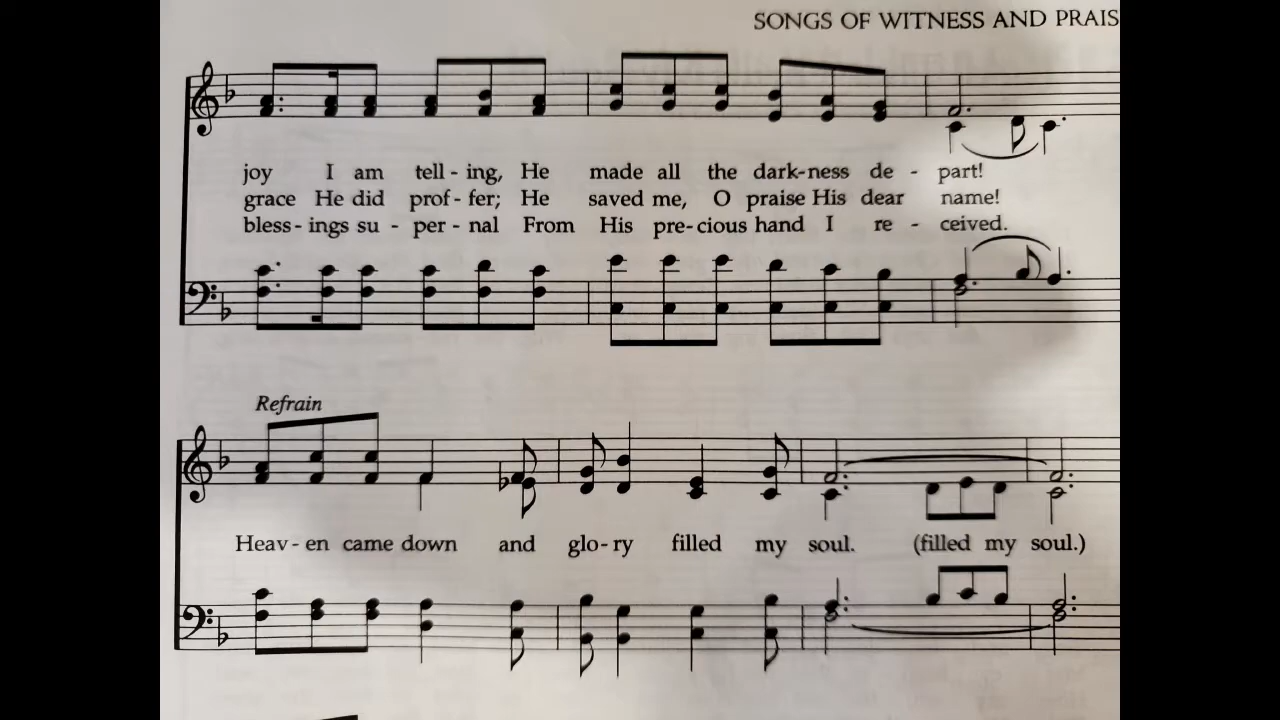 SONGS OF WITNESS AND PRAIS
joy I am tell - ing, He made all the dark-ness de - part!
grace He did prof - fer; He saved me, O praise His dear name!
bless - ings su - per - nal From His pre - cious hand I re - ceived.
Refrain
Heav - en came down and glo - ry filled my soul. (filled my soul.)